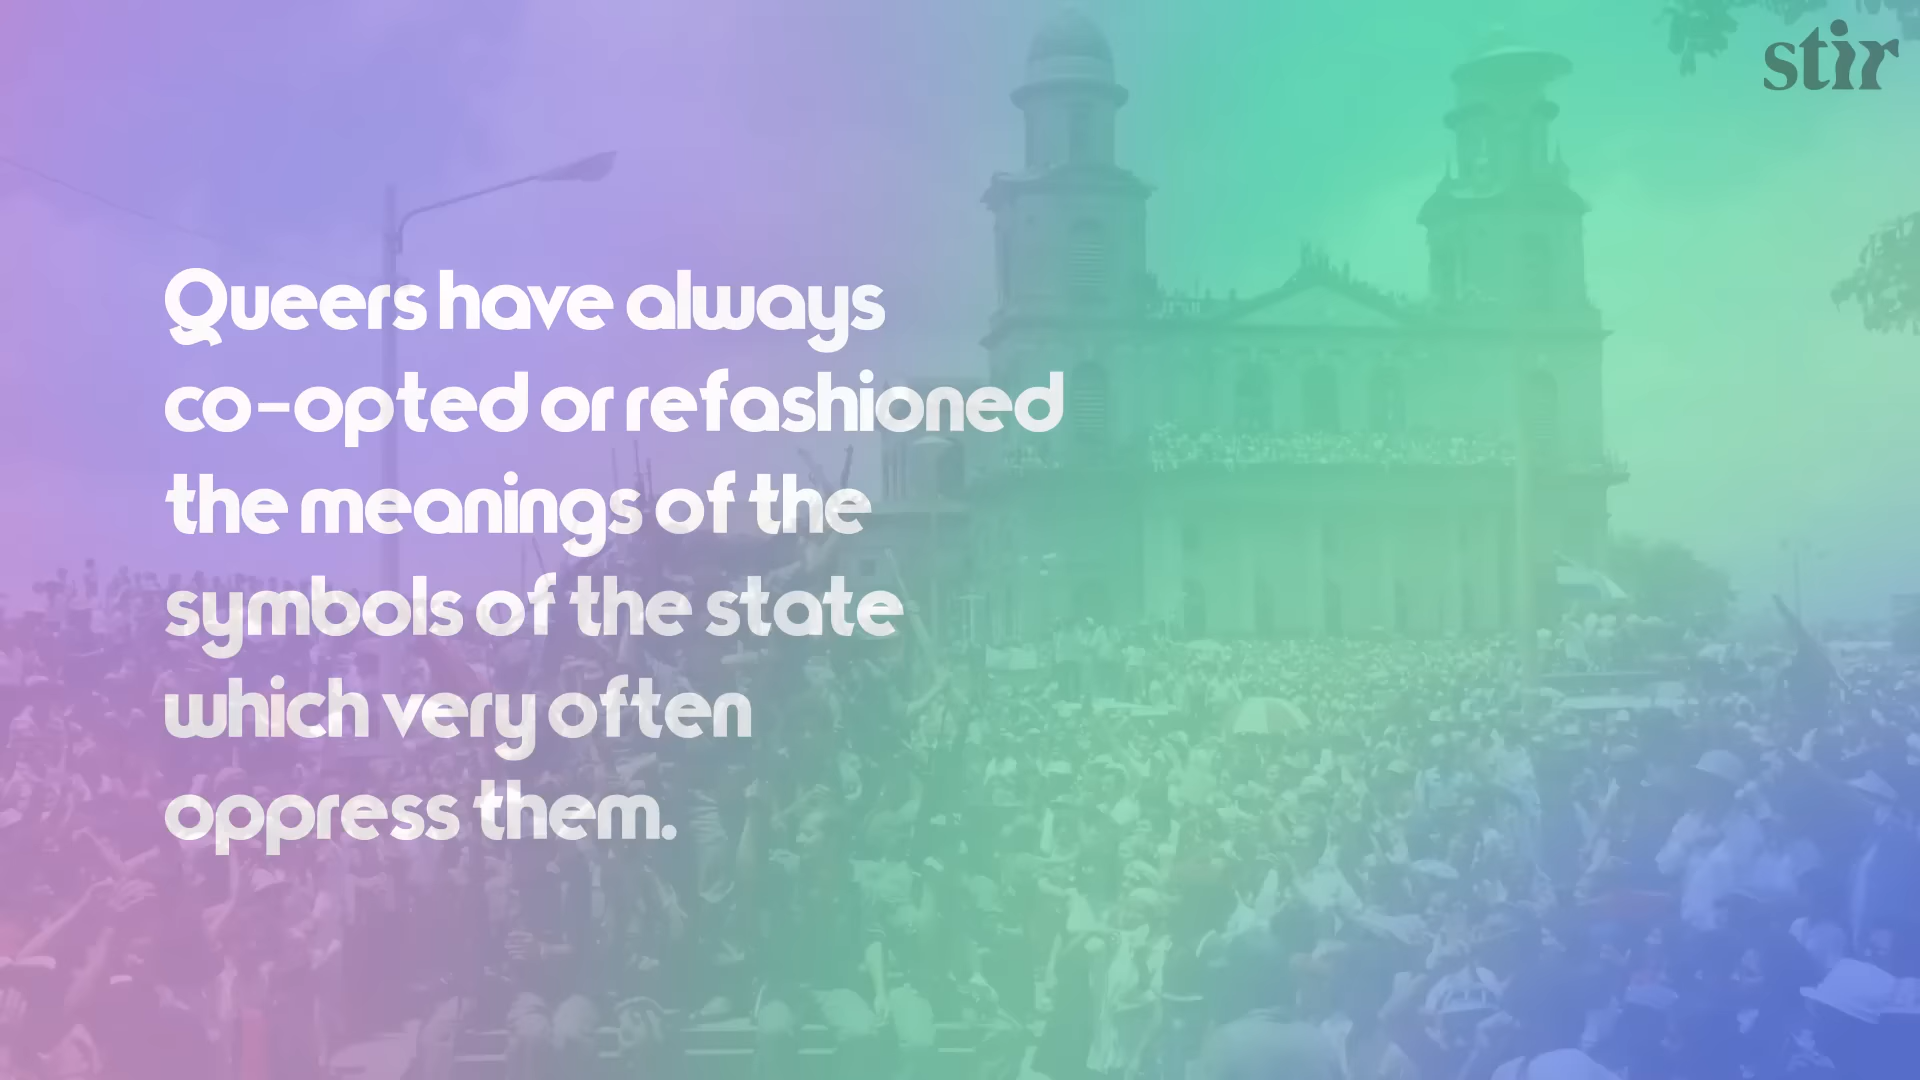 stir
Queers have always
co-opted or refashioned
the meanings of the
symbols of the state
which very often
oppress them.